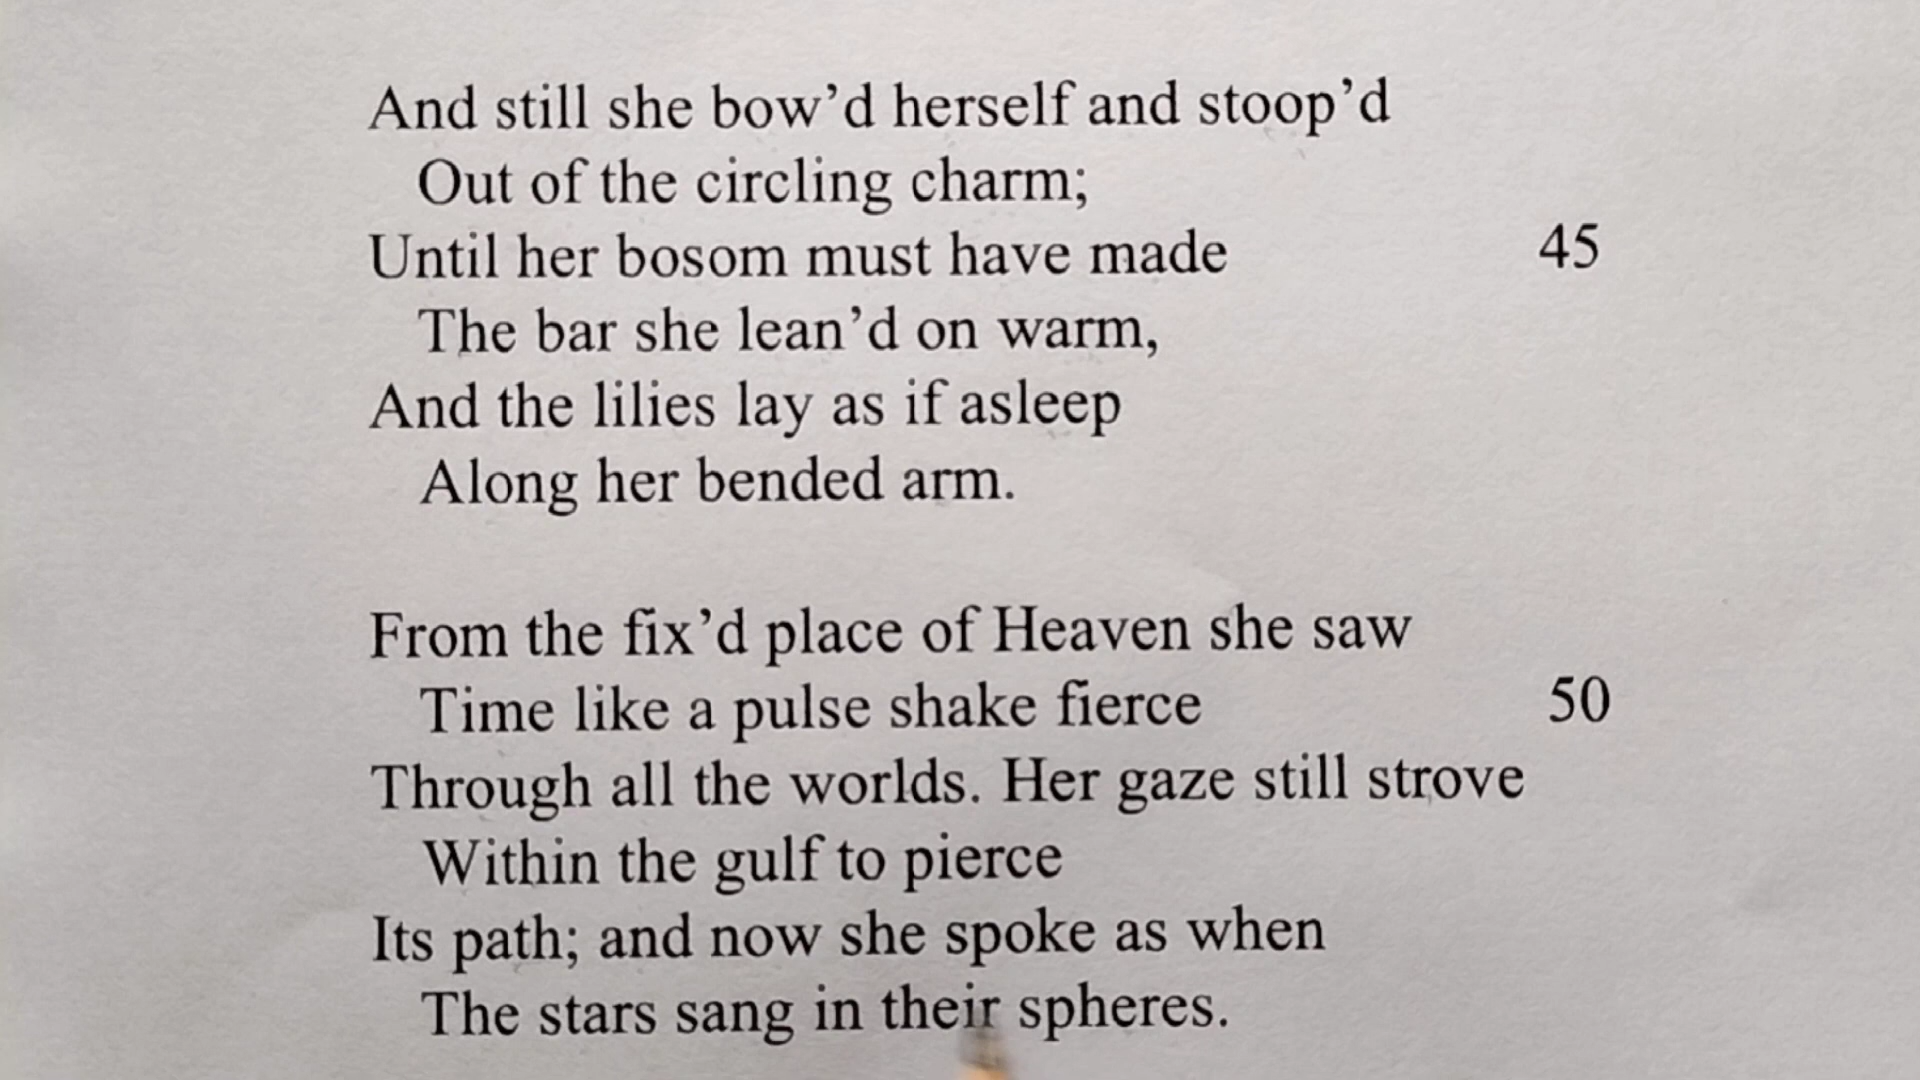 And still she bow’d herself and stoop’d
Out of the circling charm;
Until her bosom must have made 45
The bar she lean’d on warm,
And the lilies lay as if asleep
Along her bended arm.
From the fix’d place of Heaven she saw
Time like a pulse shake fierce 50
Through all the worlds. Her gaze still strove
Within the gulf to pierce
Its path; and now she spoke as when
The stars sang in their spheres.